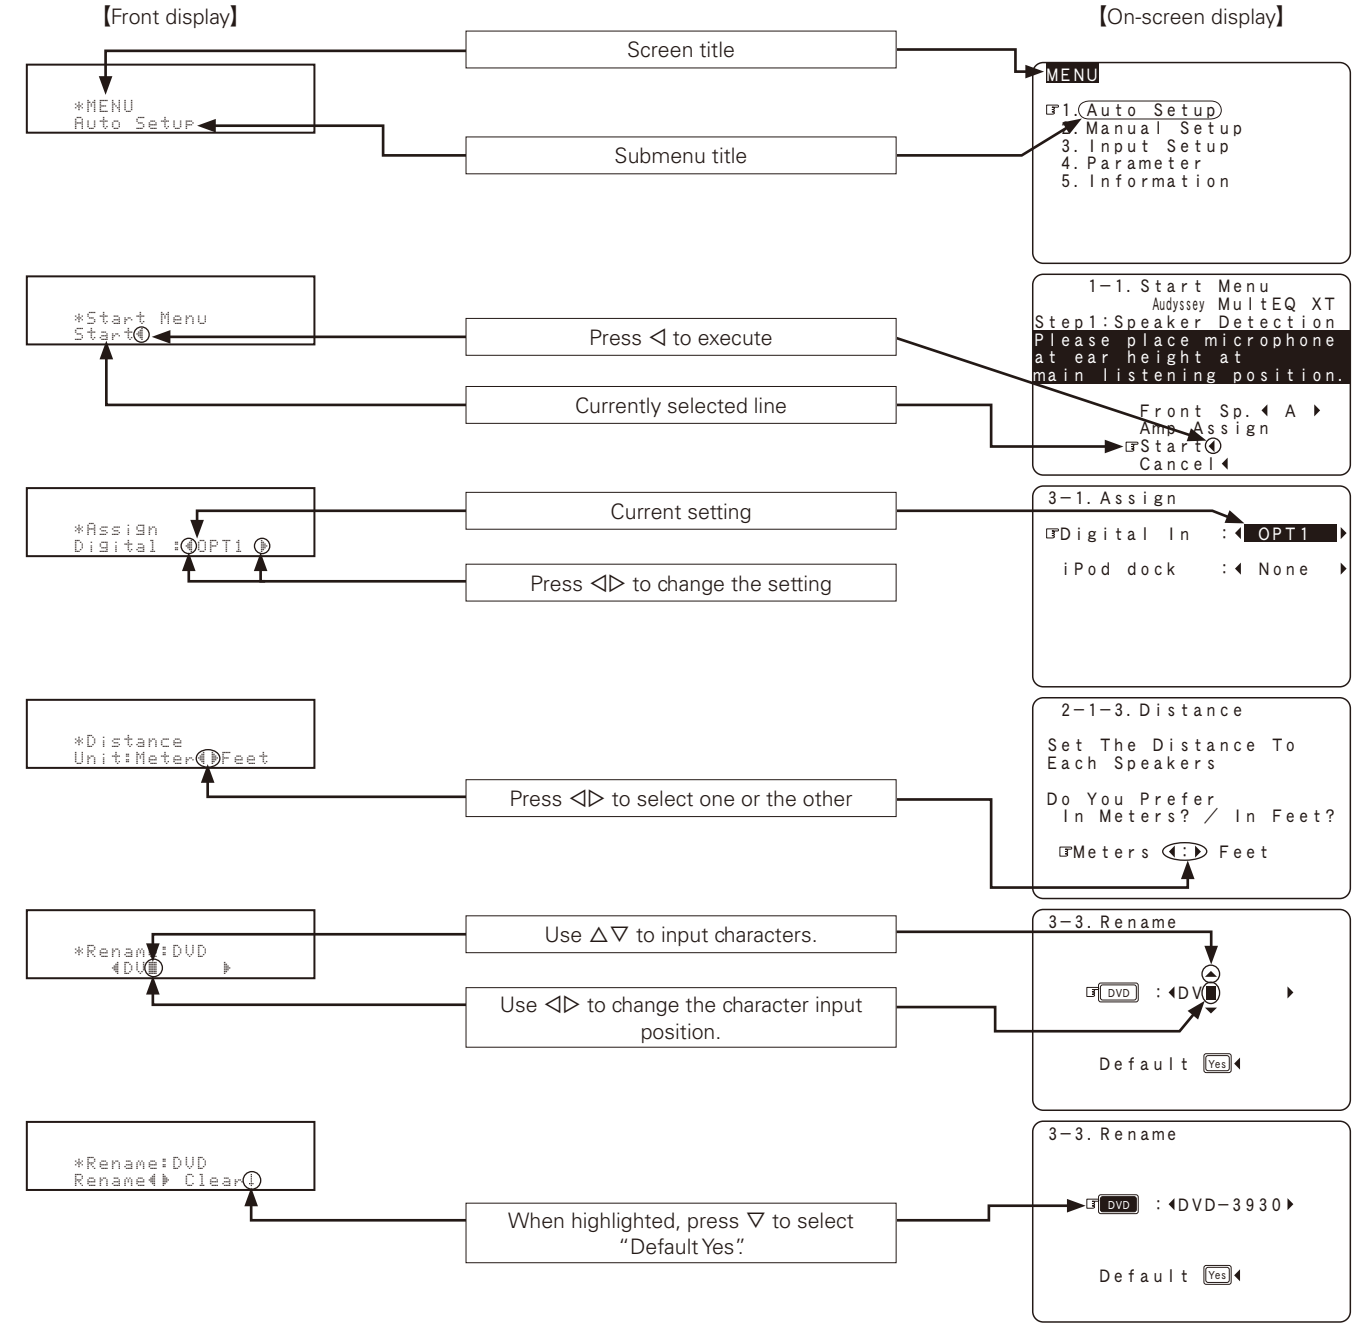 【Front display】
【On-screen display】
Screen title
*MENU
Auto Setup
Submenu title
MENU
☞1.Auto Setup
2.Manual Setup
3.Input Setup
4.Parameter
5.Information
*Start Menu
Start◀
Press ◁ to execute
Currently selected line
1-1.Start Menu
Audyssey MultEQ XT
Step1:Speaker Detection
Please place microphone
at ear height at
main listening position.
Front Sp.◀ A ▶
Amp Assign
☞Start◀
Cancel◀
*Assign
Digital :◀OPT1 ▶
Current setting
Press ◁▷ to change the setting
3-1.Assign
☞Digital In :◀ OPT1 ▶
iPod dock :◀ None ▶
*Distance
Unit:Meter◀▶Feet
Press ◁▷ to select one or the other
2-1-3.Distance
Set The Distance To
Each Speakers
Do You Prefer
In Meters? / In Feet?
☞Meters ◀:▶ Feet
*Rename:DVD
◀DV■ ▶
Use △▽ to input characters.
Use ◁▷ to change the character input
position.
3-3.Rename
☞DVD :◀DV■ ▶
Default Yes◀
*Rename:DVD
Rename◀▶ Clear↓
When highlighted, press ▽ to select
“Default Yes”.
3-3.Rename
☞DVD :◀DVD-3930▶
Default Yes◀